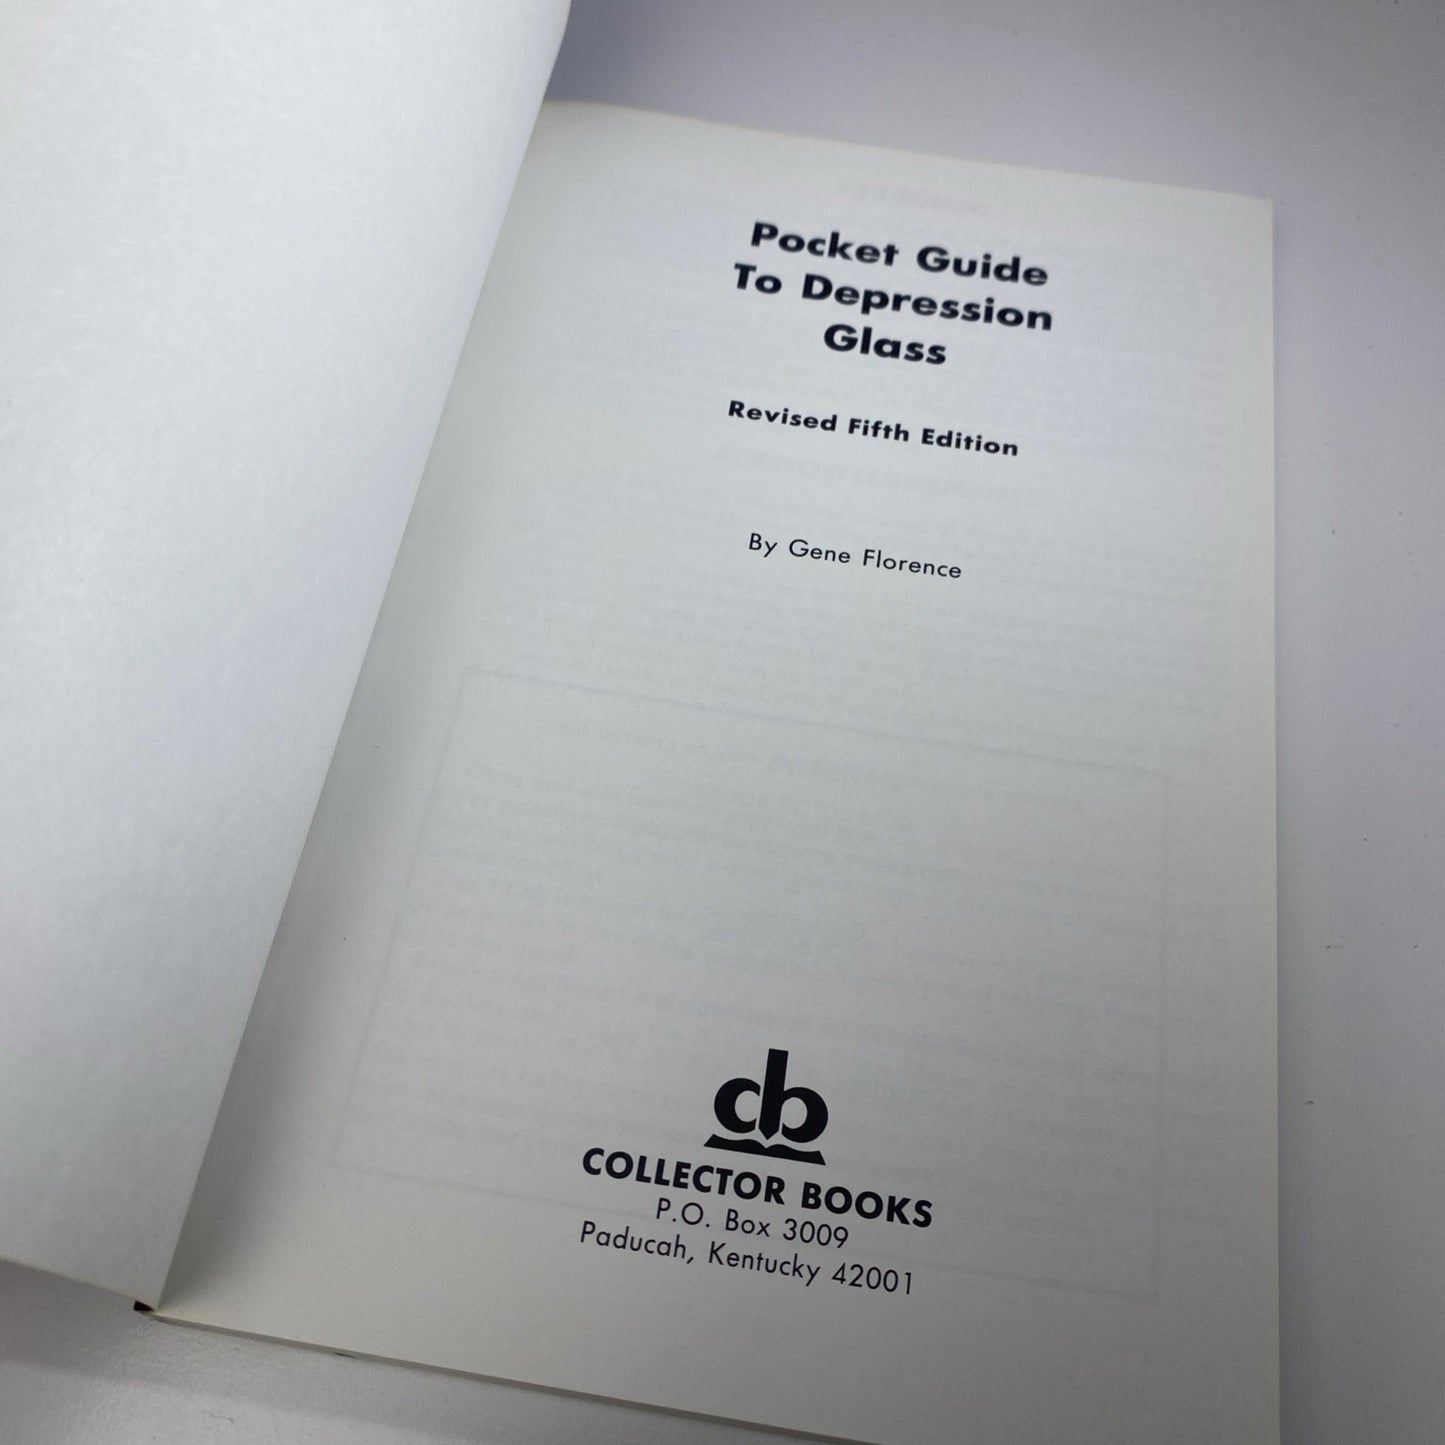 Pocket Guide
To Depression
Glass
Revised Fifth Edition
By Gene Florence
cb
COLLECTOR BOOKS
P.O. Box 3009
Paducah, Kentucky 42001